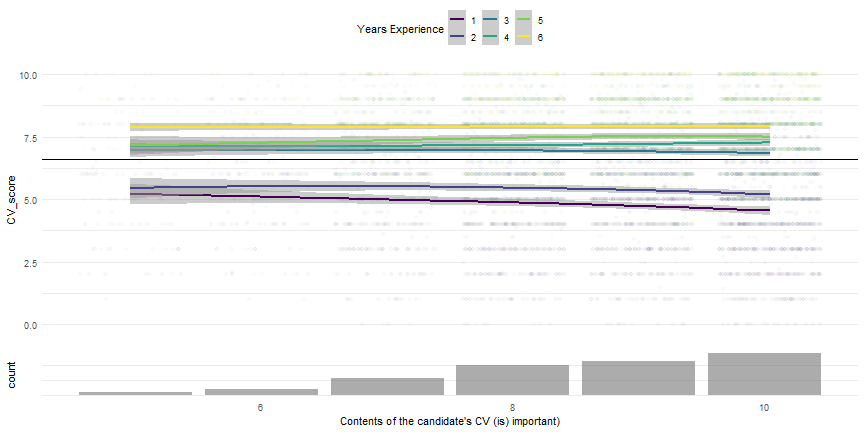 Years Experience 1 3 5
2 4 6
10.0
7.5
5.0
2.5
0.0
CV_score
count
6 8 10
Contents of the candidate's CV (is) important)